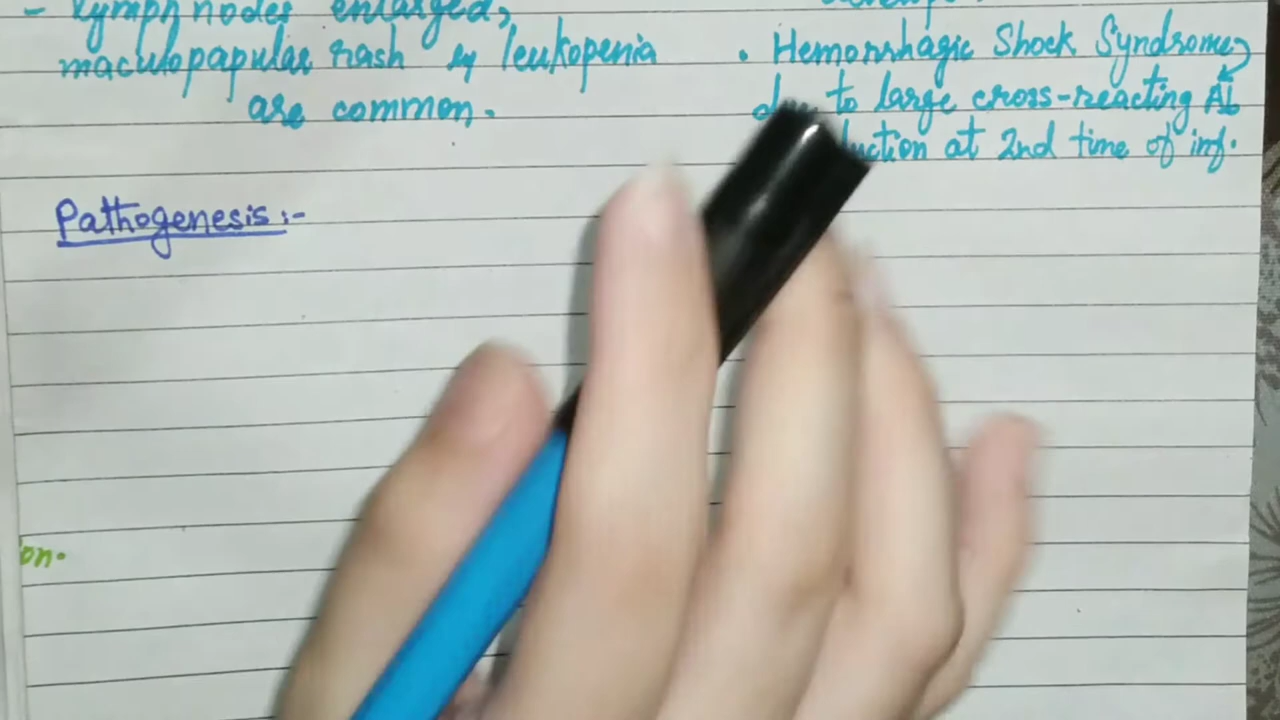 - Lymph nodes enlarged,
maculopapular rash & leukopenia
are common.
• Hemorrhagic Shock Syndrome,
to large cross-reacting Ab
at 2nd time of inf.
Pathogenesis :-
on.